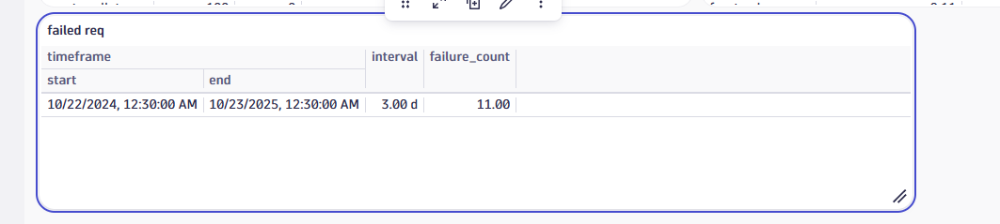 failed req
timeframe interval failure_count
start end
10/22/2024, 12:30:00 AM 10/23/2025, 12:30:00 AM 3.00 d 11.00